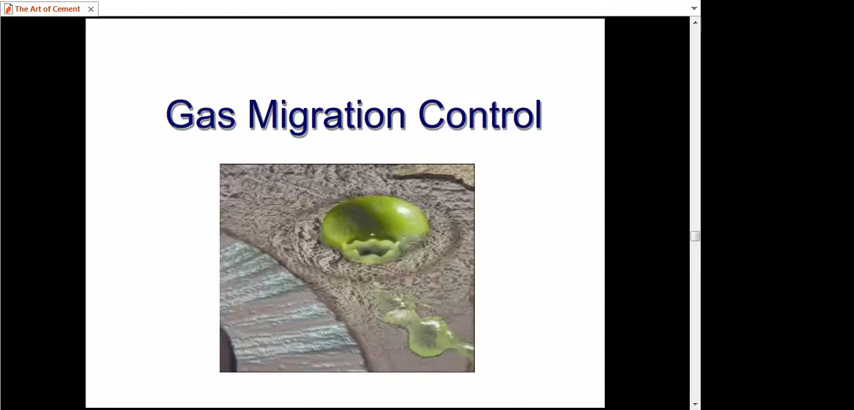 The Art of Cement
Gas Migration Control